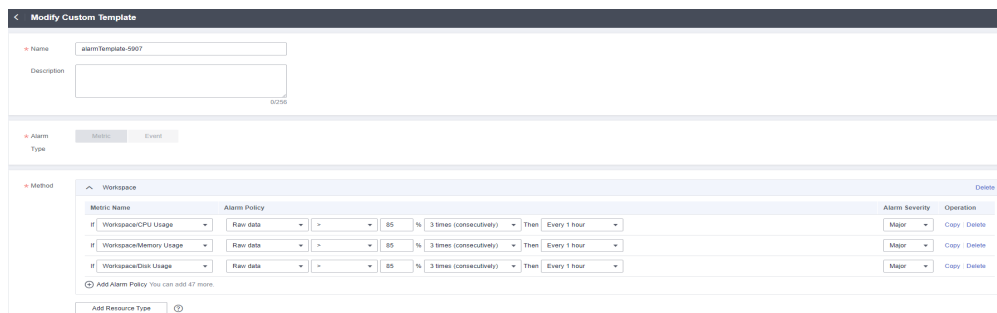 < Modify Custom Template
* Name alarmTemplate-5907
Description
0/256
* Alarm Type Metric Event
* Method Workspace Delete
Metric Name Alarm Policy Alarm Severity Operation
If Workspace/CPU Usage Raw data > 85 % 3 times (consecutively) Then Every 1 hour Major Copy | Delete
If Workspace/Memory Usage Raw data > 85 % 3 times (consecutively) Then Every 1 hour Major Copy | Delete
If Workspace/Disk Usage Raw data > 85 % 3 times (consecutively) Then Every 1 hour Major Copy | Delete
Add Alarm Policy You can add 47 more.
Add Resource Type ?